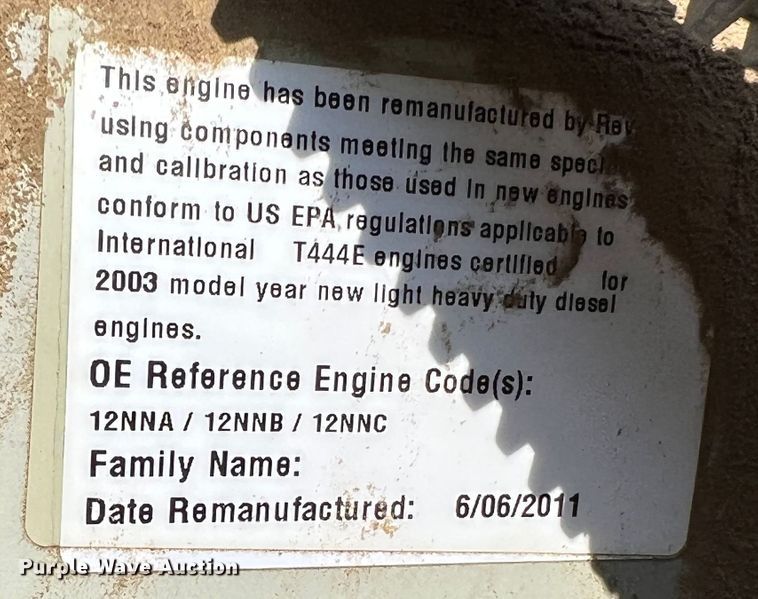 This engine has been remanufactured by
using components meeting the same
and calibration as those used in new engines
conform to US EPA regulations applicable to
International T444E engines certified for
2003 model year new light heavy duty diesel
engines.
OE Reference Engine Code(s):
12NNA / 12NNB / 12NNC
Family Name:
Date Remanufactured: 6/06/2011
Purple Wave Auction